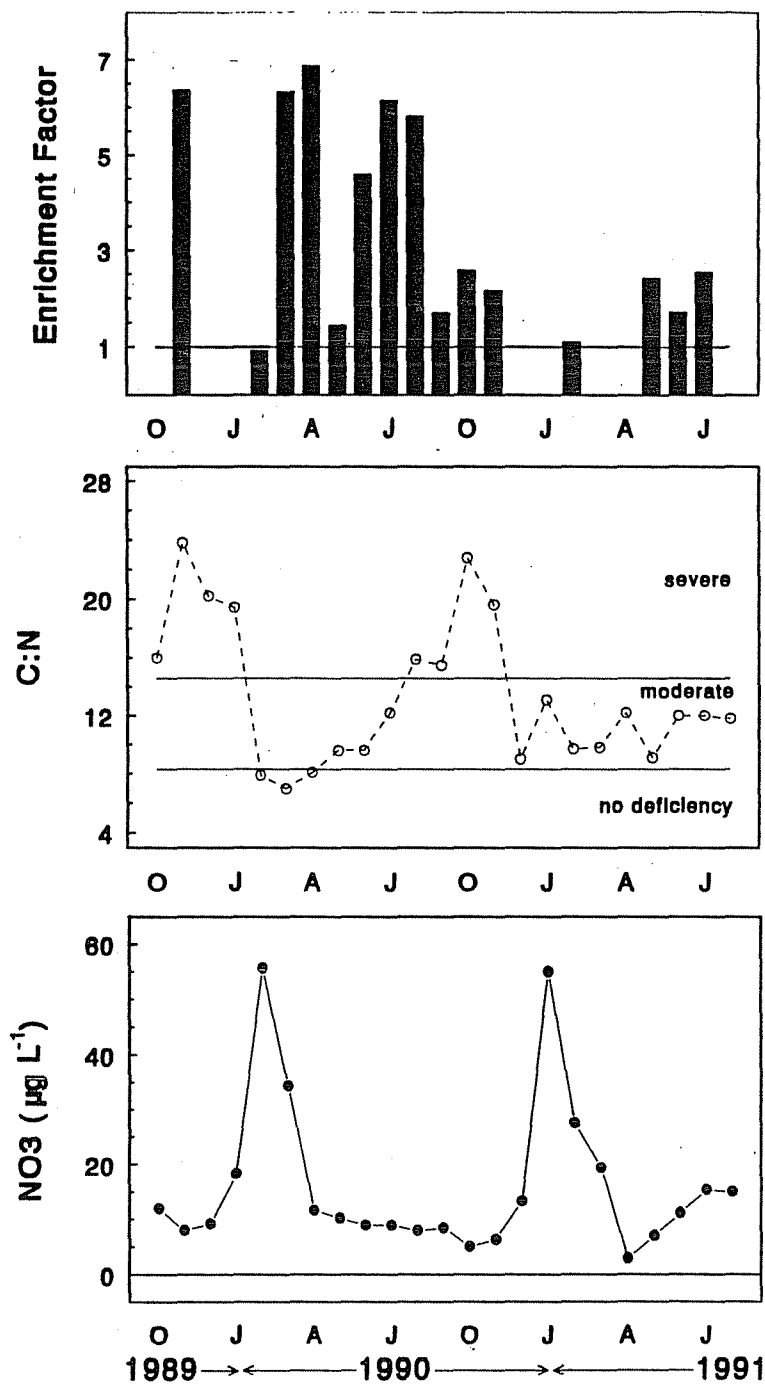 Enrichment Factor
7
5
3
1
O J A J O J A J
C:N
28
20
12
4
severe
moderate
no deficiency
O J A J O J A J
NO3 (µg L-1)
60
40
20
0
O J A J O J A J
1989 1990 1991